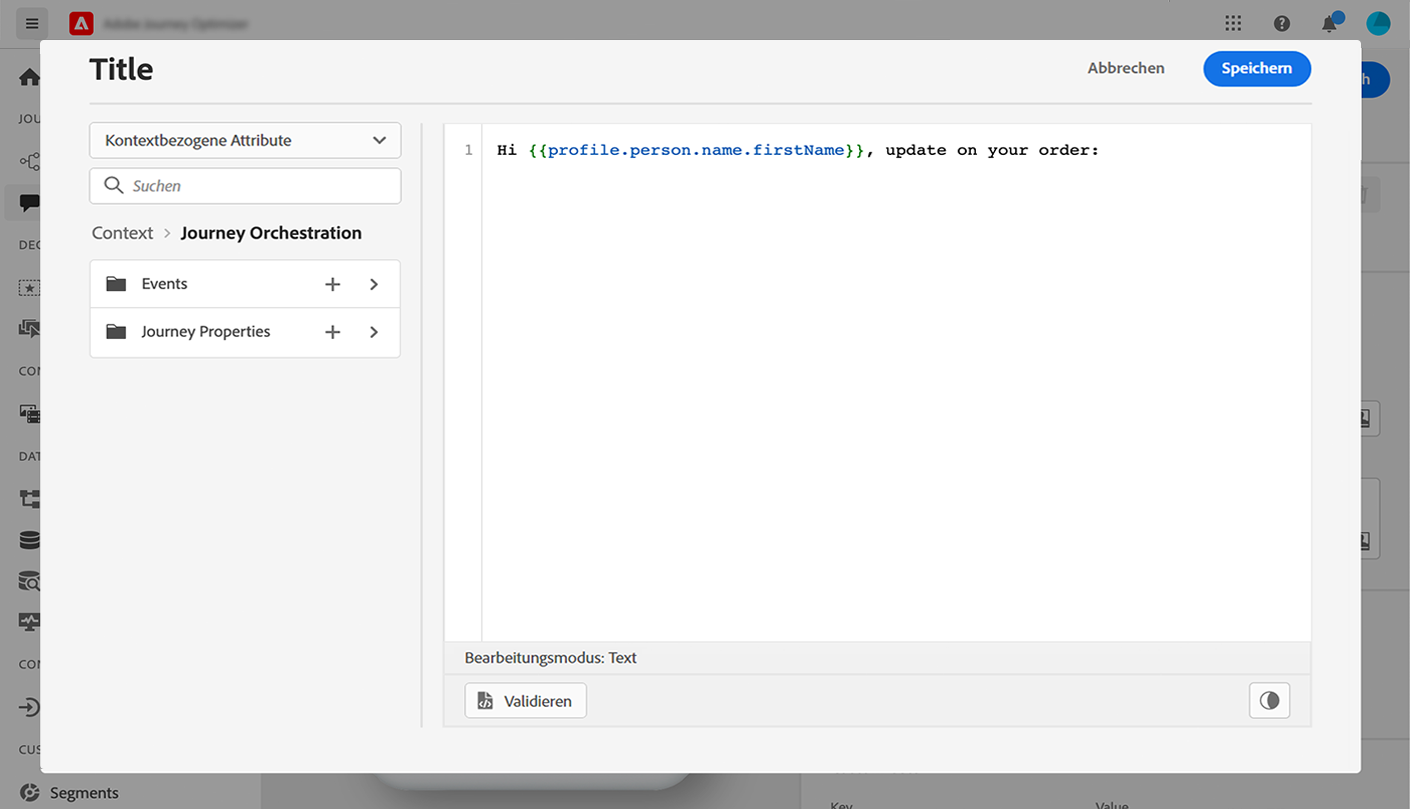 Adobe Journey Optimizer
Title
Abbrechen
Speichern
h
JOU
Kontextbezogene Attribute
1
Hi {{profile.person.name.firstName}}, update on your order:
Suchen
Context > Journey Orchestration
DEC
Events
Journey Properties
CON
DAT
Bearbeitungsmodus: Text
CON
Validieren
CUS
Segments
Key
Value